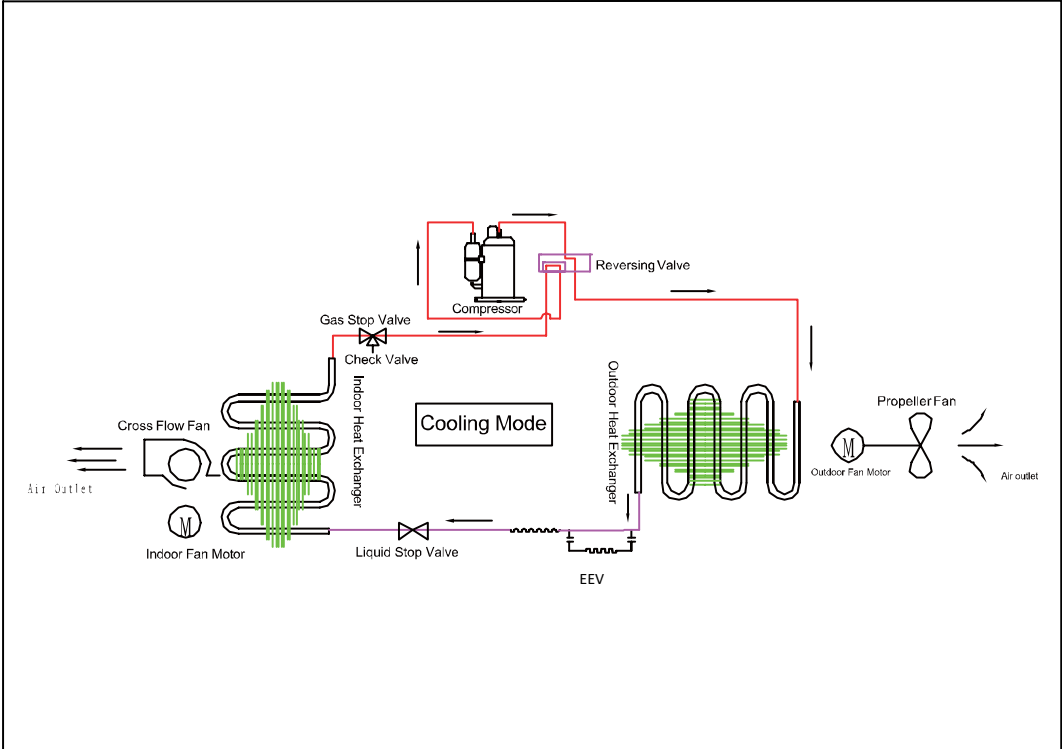 Reversing Valve
Compressor
Gas Stop Valve
Check Valve
Indoor Heat Exchanger
Outdoor Heat Exchanger
Cooling Mode
Propeller Fan
Cross Flow Fan
M
Outdoor Fan Motor
Air outlet
Air Outlet
M
Indoor Fan Motor
Liquid Stop Valve
EEV